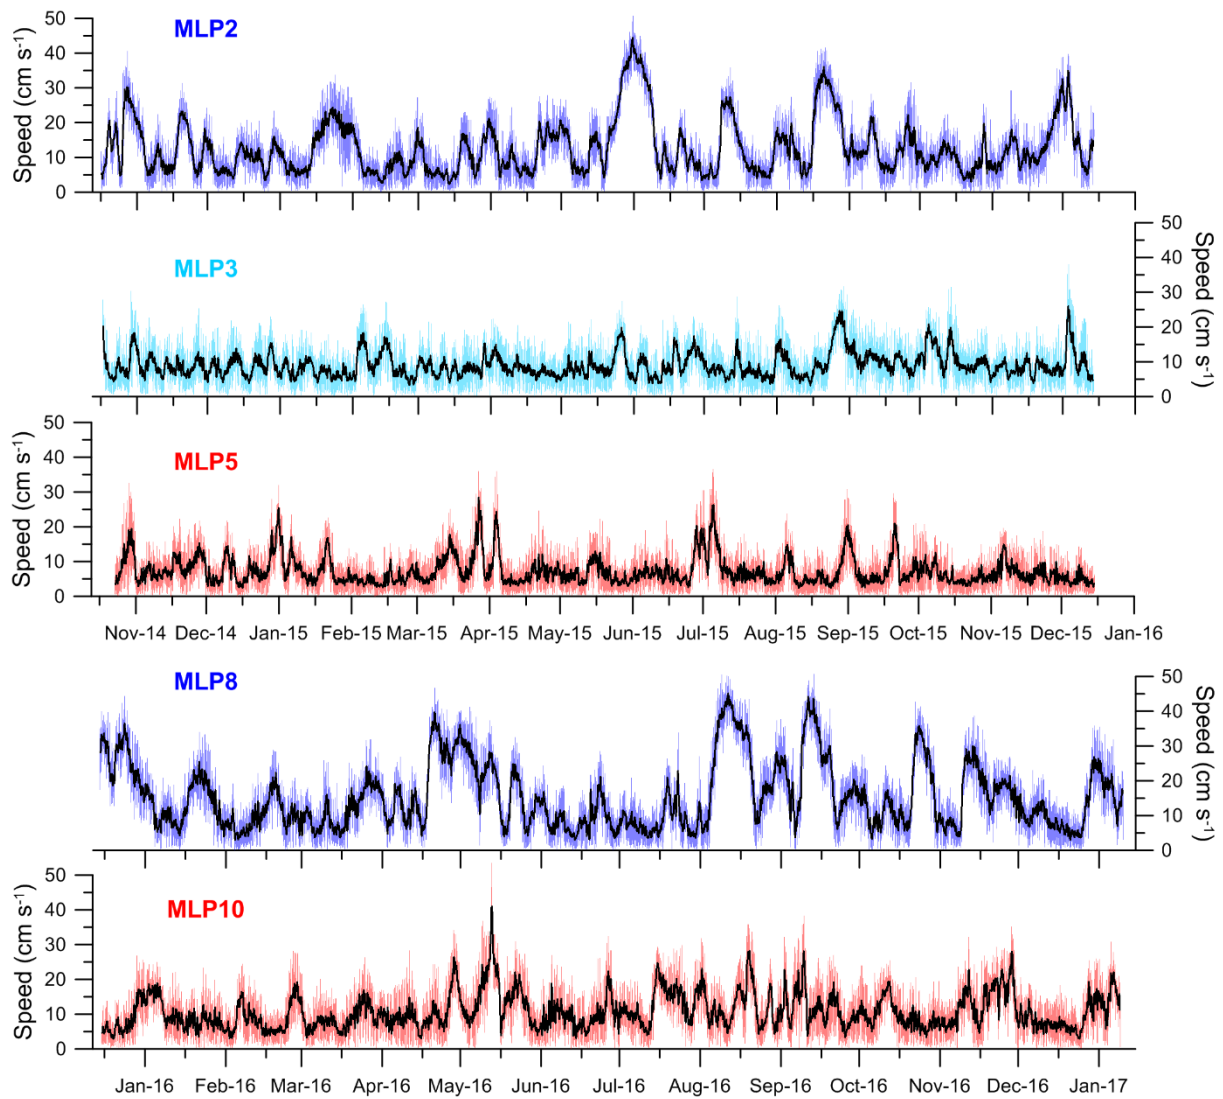 MLP2
Speed (cm s⁻¹)
50
40
30
20
10
0
MLP3
Speed (cm s⁻¹)
50
40
30
20
10
0
MLP5
Speed (cm s⁻¹)
50
40
30
20
10
0
Nov-14 Dec-14 Jan-15 Feb-15 Mar-15 Apr-15 May-15 Jun-15 Jul-15 Aug-15 Sep-15 Oct-15 Nov-15 Dec-15 Jan-16
MLP8
Speed (cm s⁻¹)
50
40
30
20
10
0
MLP10
Speed (cm s⁻¹)
50
40
30
20
10
0
Jan-16 Feb-16 Mar-16 Apr-16 May-16 Jun-16 Jul-16 Aug-16 Sep-16 Oct-16 Nov-16 Dec-16 Jan-17